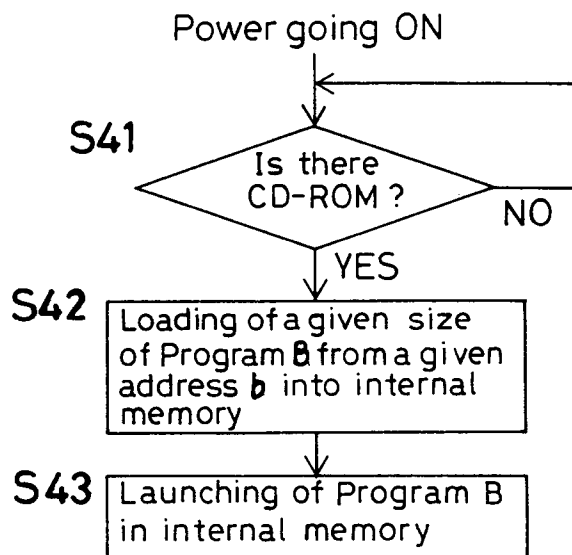 Power going ON
S41
Is there
CD-ROM ?
NO
YES
S42
Loading of a given size
of Program B from a given
address b into internal
memory
S43
Launching of Program B
in internal memory